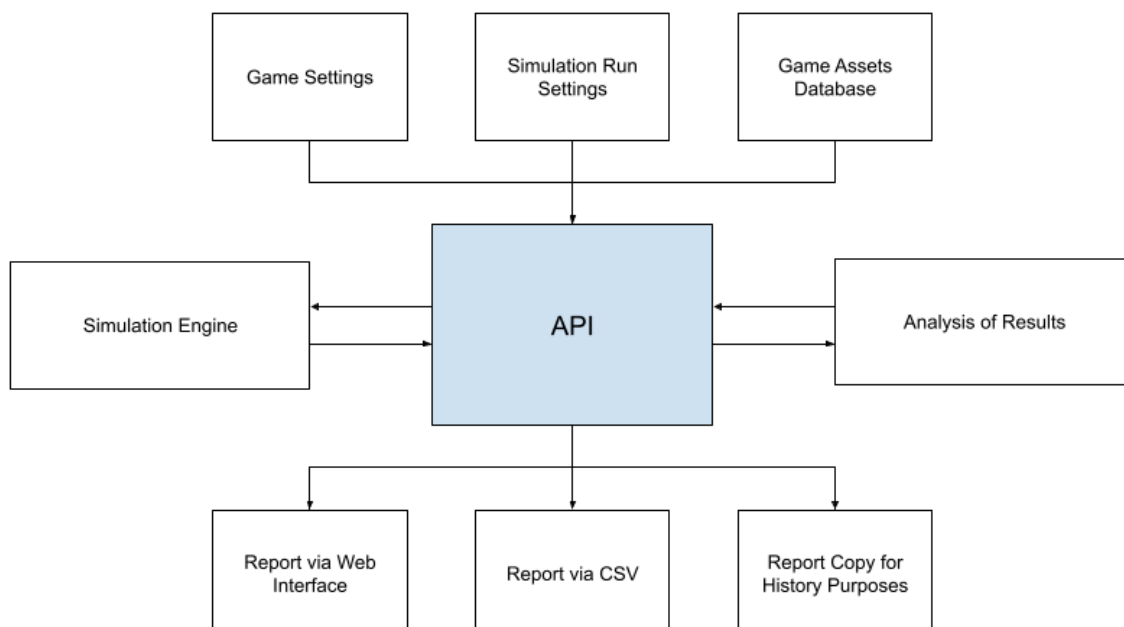 Game Settings
Simulation Run
Settings
Game Assets
Database
Simulation Engine
API
Analysis of Results
Report via Web
Interface
Report via CSV
Report Copy for
History Purposes